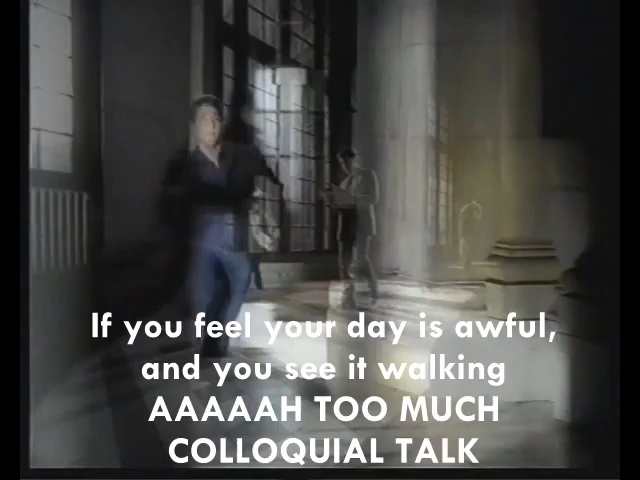 If you feel your day is awful,
and you see it walking
AAAAAH TOO MUCH
COLLOQUIAL TALK